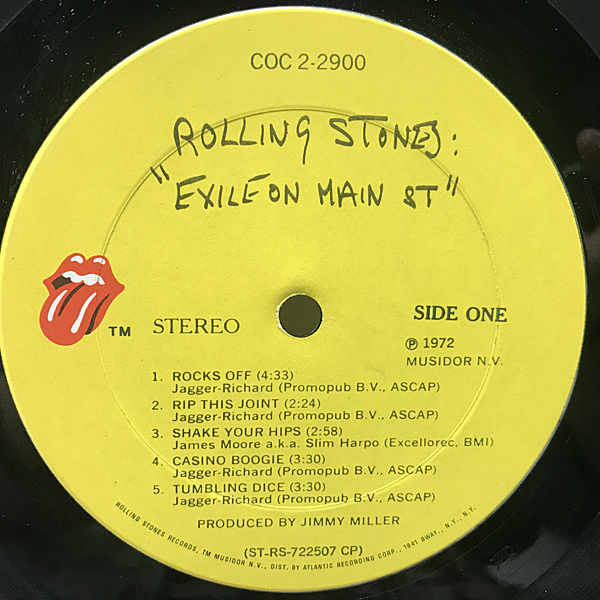 COC 2-2900
ROLLING STONES:
"EXILE ON MAIN ST"
TM
STEREO
SIDE ONE
℗ 1972
MUSIDOR N.V.
1. ROCKS OFF (4:33)
Jagger-Richard (Promopub B.V., ASCAP)
2. RIP THIS JOINT (2:24)
Jagger-Richard (Promopub B.V., ASCAP)
3. SHAKE YOUR HIPS (2:58)
James Moore a.k.a. Slim Harpo (Excellorec, BMI)
4. CASINO BOOGIE (3:30)
Jagger-Richard (Promopub B.V., ASCAP)
5. TUMBLING DICE (3:30)
Jagger-Richard (Promopub B.V., ASCAP)
PRODUCED BY JIMMY MILLER
(ST-RS-722507 CP)
ROLLING STONES RECORDS, TM MUSIDOR N.V., DIST. BY ATLANTIC RECORDING CORP., 1841 BWAY., N.Y., N.Y.